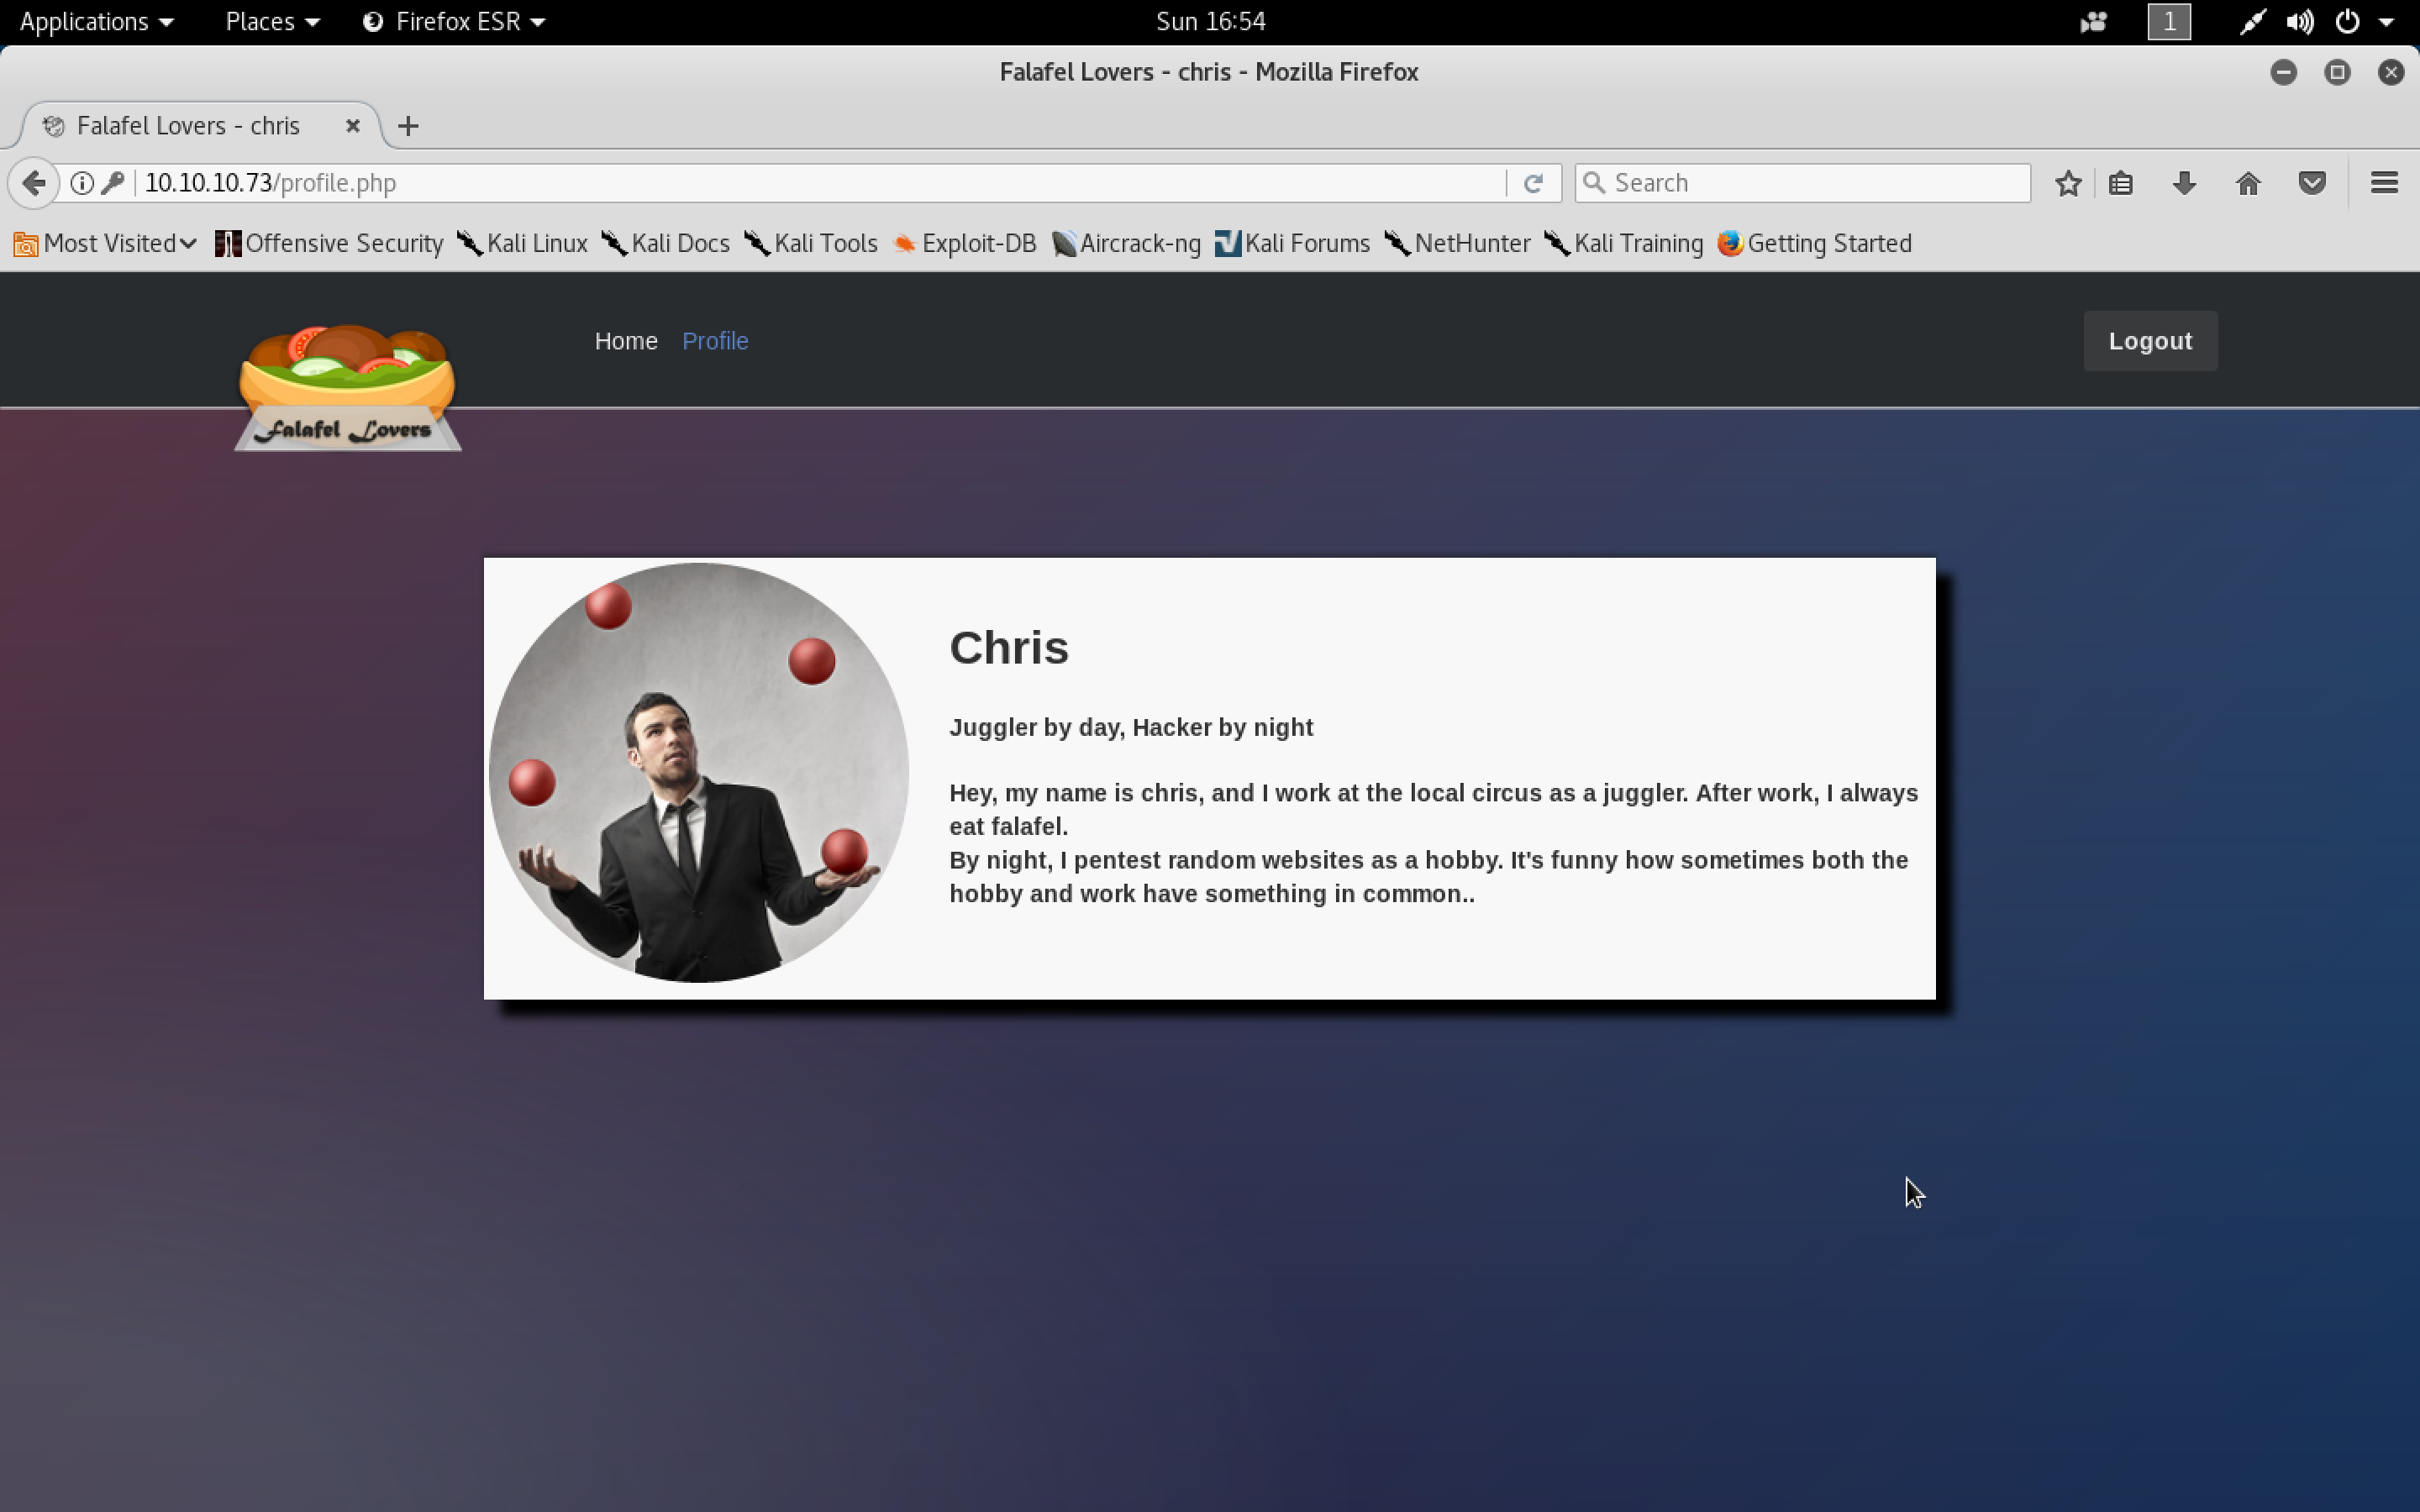 Applications Places Firefox ESR Sun 16:54 1
Falafel Lovers - chris - Mozilla Firefox
Falafel Lovers - chris
10.10.10.73/profile.php Search
Most Visited Offensive Security Kali Linux Kali Docs Kali Tools Exploit-DB Aircrack-ng Kali Forums NetHunter Kali Training Getting Started
Home Profile Logout
Falafel Lovers
Chris
Juggler by day, Hacker by night
Hey, my name is chris, and I work at the local circus as a juggler. After work, I always
eat falafel.
By night, I pentest random websites as a hobby. It's funny how sometimes both the
hobby and work have something in common..